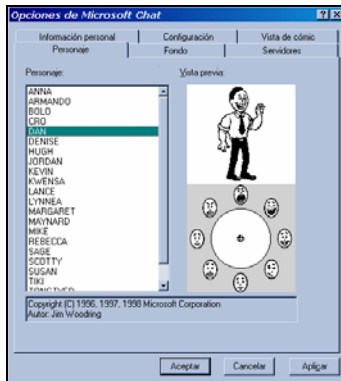 Opciones de Microsoft Chat
Información personal Configuración Vista de cómic
Personaje Fondo Servidores
Personaje: Vista previa:
ANNA
ARMANDO
BOLO
CRO
DAN
DENISE
HUGH
JORDAN
KEVIN
KWENSA
LANCE
LYNNEA
MARGARET
MAYNARD
MIKE
REBECCA
SAGE
SCOTTY
SUSAN
TIKI
Copyright (C) 1996, 1997, 1998 Microsoft Corporation
Autor: Jim Woodring
Aceptar Cancelar Aplicar